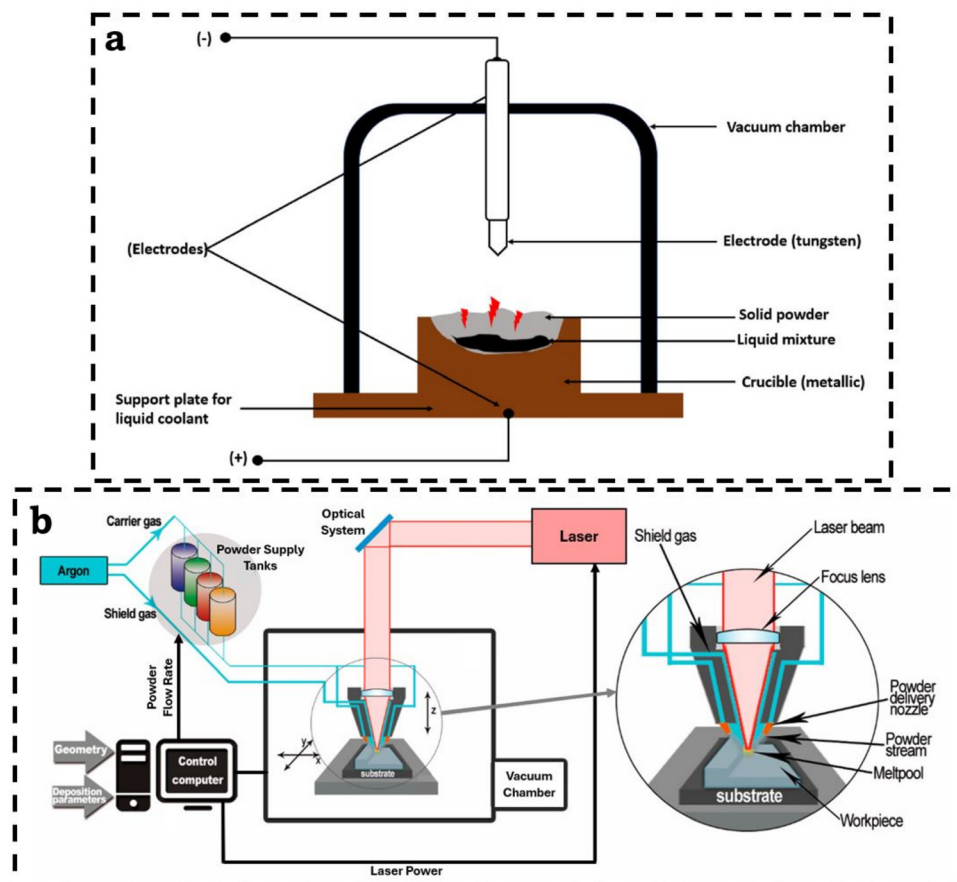 a
(-)
Vacuum chamber
(Electrodes)
Electrode (tungsten)
Solid powder
Liquid mixture
Crucible (metallic)
Support plate for
liquid coolant
(+)
b
Carrier gas
Argon
Shield gas
Powder Supply
Tanks
Optical
System
Laser
Powder
Flow Rate
Geometry
Deposition
parameters
Control
computer
z
y
x
substrate
Vacuum
Chamber
Laser Power
Shield gas
Laser beam
Focus lens
Powder
delivery
nozzle
Powder
stream
Meltpool
substrate
Workpiece